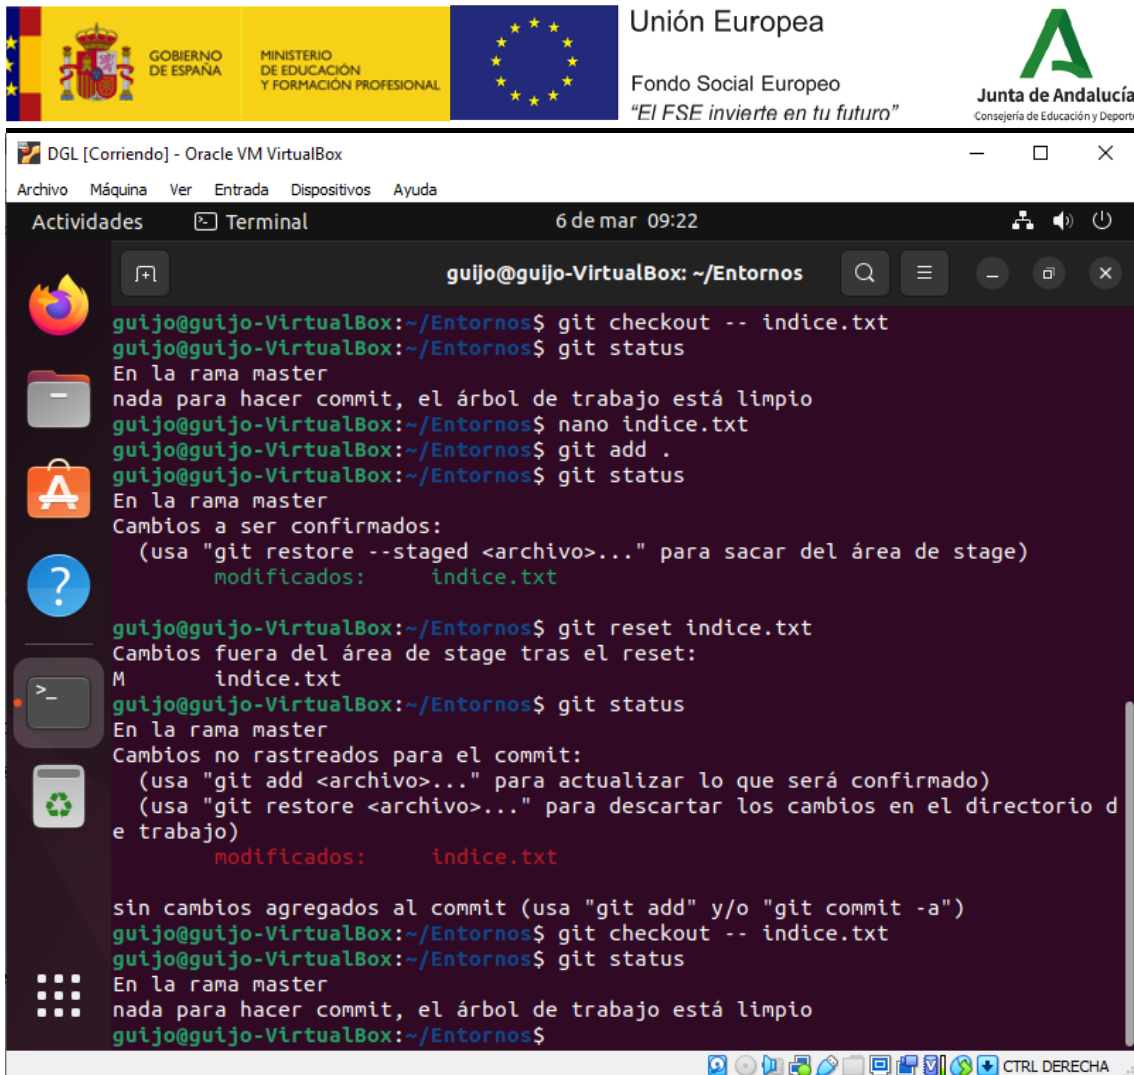 GOBIERNO
DE ESPAÑA
MINISTERIO
DE EDUCACIÓN
Y FORMACIÓN PROFESIONAL
Unión Europea
Fondo Social Europeo
“El FSE invierte en tu futuro”
Junta de Andalucía
Consejería de Educación y Deporte
DGL [Corriendo] - Oracle VM VirtualBox
Archivo Máquina Ver Entrada Dispositivos Ayuda
Actividades Terminal 6 de mar 09:22
guijo@guijo-VirtualBox: ~/Entornos
guijo@guijo-VirtualBox:~/Entornos$ git checkout -- indice.txt
guijo@guijo-VirtualBox:~/Entornos$ git status
En la rama master
nada para hacer commit, el árbol de trabajo está limpio
guijo@guijo-VirtualBox:~/Entornos$ nano indice.txt
guijo@guijo-VirtualBox:~/Entornos$ git add .
guijo@guijo-VirtualBox:~/Entornos$ git status
En la rama master
Cambios a ser confirmados:
  (usa "git restore --staged <archivo>..." para sacar del área de stage)
        modificados:     indice.txt
guijo@guijo-VirtualBox:~/Entornos$ git reset indice.txt
Cambios fuera del área de stage tras el reset:
M       indice.txt
guijo@guijo-VirtualBox:~/Entornos$ git status
En la rama master
Cambios no rastreados para el commit:
  (usa "git add <archivo>..." para actualizar lo que será confirmado)
  (usa "git restore <archivo>..." para descartar los cambios en el directorio d
e trabajo)
        modificados:     indice.txt
sin cambios agregados al commit (usa "git add" y/o "git commit -a")
guijo@guijo-VirtualBox:~/Entornos$ git checkout -- indice.txt
guijo@guijo-VirtualBox:~/Entornos$ git status
En la rama master
nada para hacer commit, el árbol de trabajo está limpio
guijo@guijo-VirtualBox:~/Entornos$
CTRL DERECHA